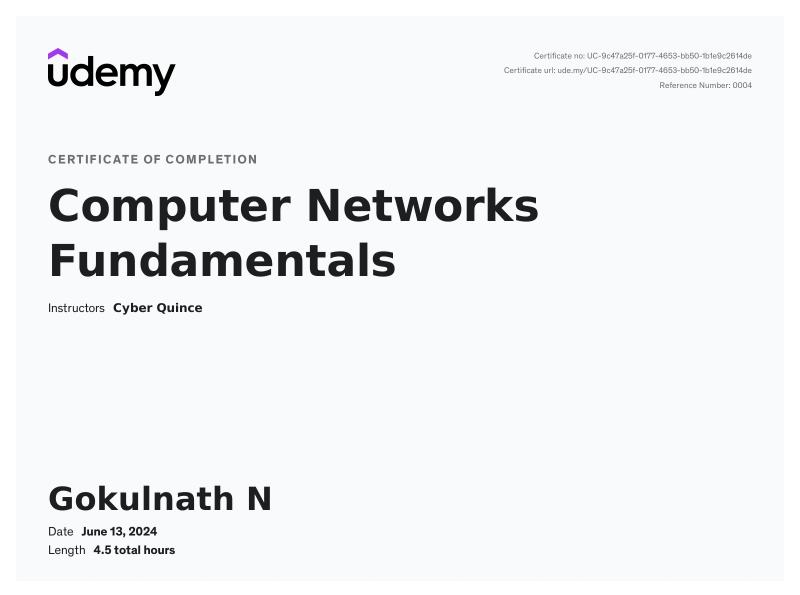 udemy
Certificate no: UC-9c47a25f-0177-4653-bb50-1b1e9c2614de
Certificate url: ude.my/UC-9c47a25f-0177-4653-bb50-1b1e9c2614de
Reference Number: 0004
CERTIFICATE OF COMPLETION
Computer Networks
Fundamentals
Instructors Cyber Quince
Gokulnath N
Date June 13, 2024
Length 4.5 total hours